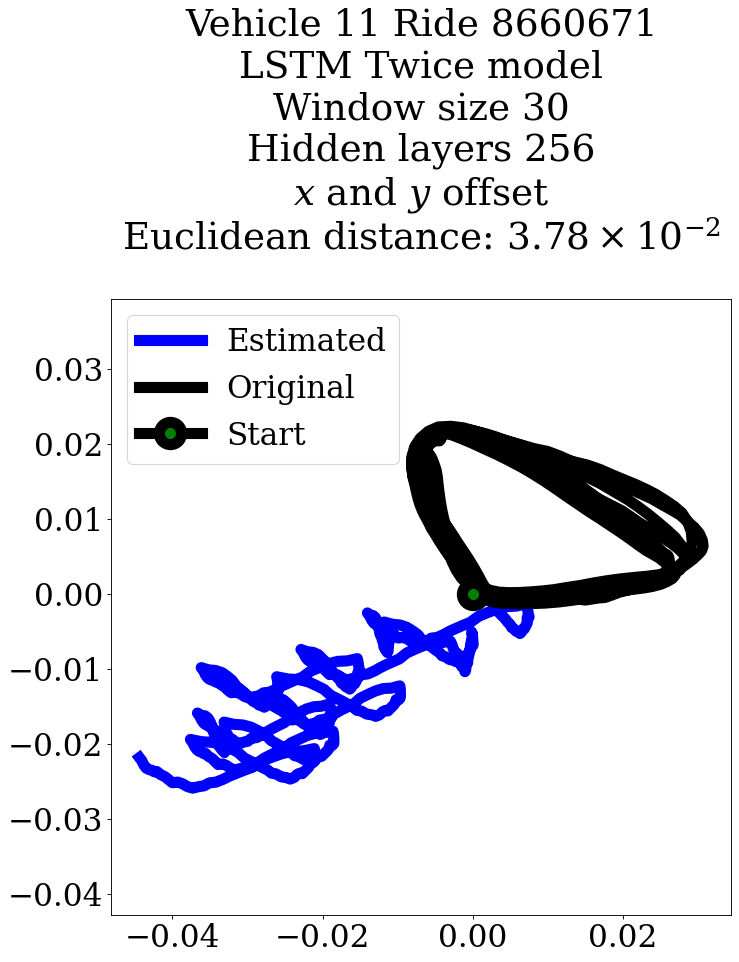 Vehicle 11 Ride 8660671
LSTM Twice model
Window size 30
Hidden layers 256
x and y offset
Euclidean distance: 3.78 × 10⁻²
Estimated
Original
Start
0.03
0.02
0.01
0.00
−0.01
−0.02
−0.03
−0.04
−0.04 −0.02 0.00 0.02